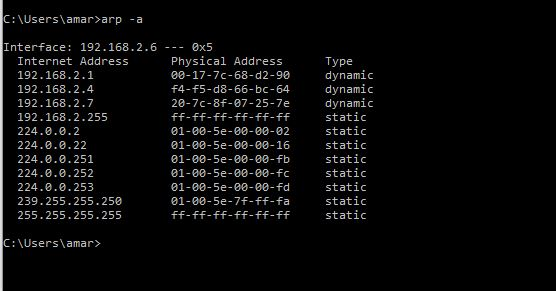 C:\Users\amar>arp -a
Interface: 192.168.2.6 --- 0x5
Internet Address Physical Address Type
192.168.2.1 00-17-7c-68-d2-90 dynamic
192.168.2.4 f4-f5-d8-66-bc-64 dynamic
192.168.2.7 20-7c-8f-07-25-7e dynamic
192.168.2.255 ff-ff-ff-ff-ff-ff static
224.0.0.2 01-00-5e-00-00-02 static
224.0.0.22 01-00-5e-00-00-16 static
224.0.0.251 01-00-5e-00-00-fb static
224.0.0.252 01-00-5e-00-00-fc static
224.0.0.253 01-00-5e-00-00-fd static
239.255.255.250 01-00-5e-7f-ff-fa static
255.255.255.255 ff-ff-ff-ff-ff-ff static
C:\Users\amar>